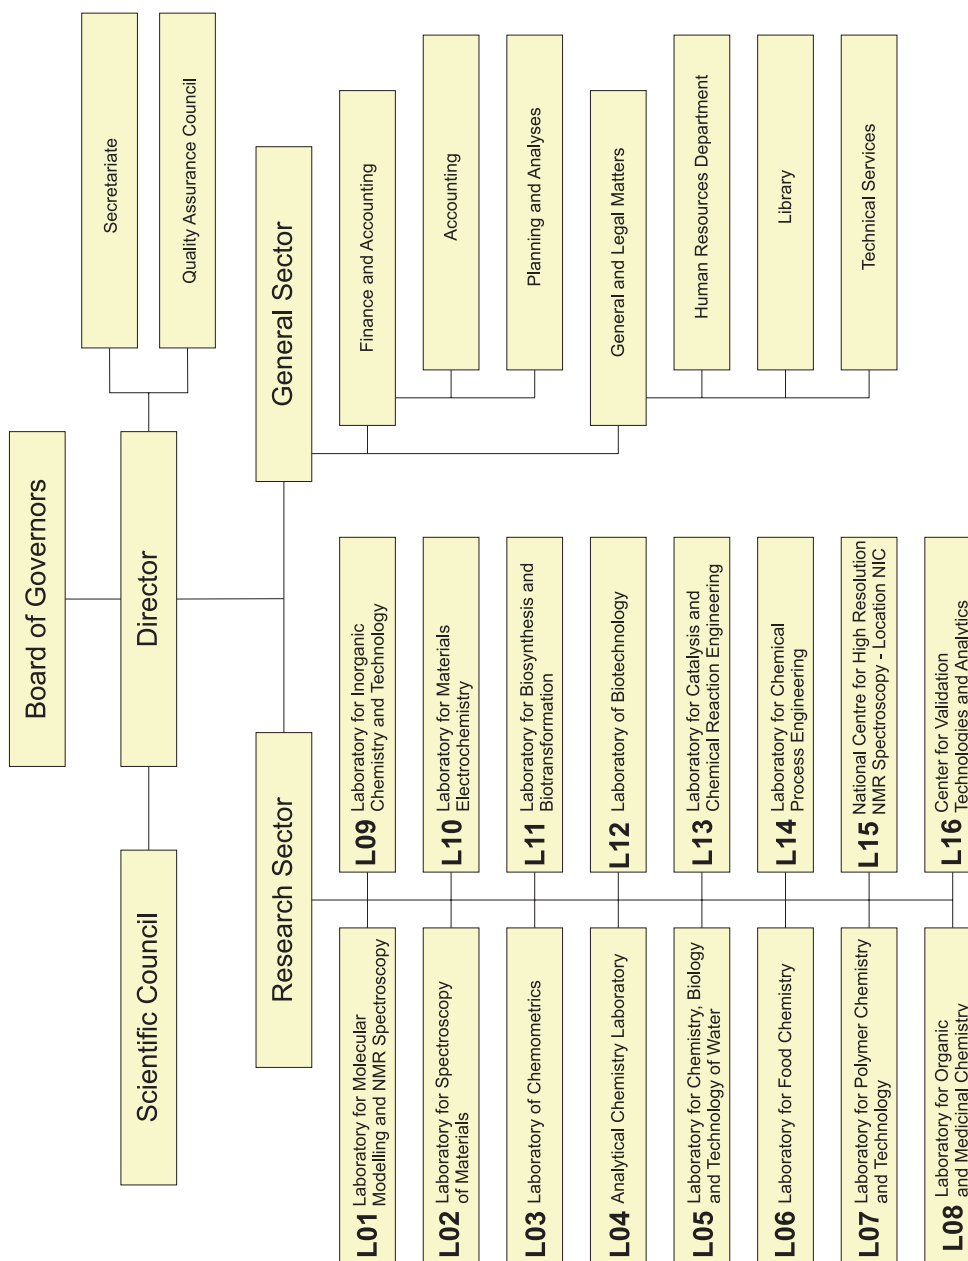 Board of Governors
Scientific Council
Director
Secretariate
Quality Assurance Council
Research Sector
General Sector
L01 Laboratory for Molecular
Modelling and NMR Spectroscopy
L02 Laboratory for Spectroscopy
of Materials
L03 Laboratory of Chemometrics
L04 Analytical Chemistry Laboratory
L05 Laboratory for Chemistry, Biology
and Technology of Water
L06 Laboratory for Food Chemistry
L07 Laboratory for Polymer Chemistry
and Technology
L08 Laboratory for Organic
and Medicinal Chemistry
L09 Laboratory for Inorganic
Chemistry and Technology
L10 Laboratory for Materials
Electrochemistry
L11 Laboratory for Biosynthesis and
Biotransformation
L12 Laboratory of Biotechnology
L13 Laboratory for Catalysis and
Chemical Reaction Engineering
L14 Laboratory for Chemical
Process Engineering
L15 National Centre for High Resolution
NMR Spectroscopy - Location NIC
L16 Center for Validation
Technologies and Analytics
Finance and Accounting
Accounting
Planning and Analyses
General and Legal Matters
Human Resources Department
Library
Technical Services